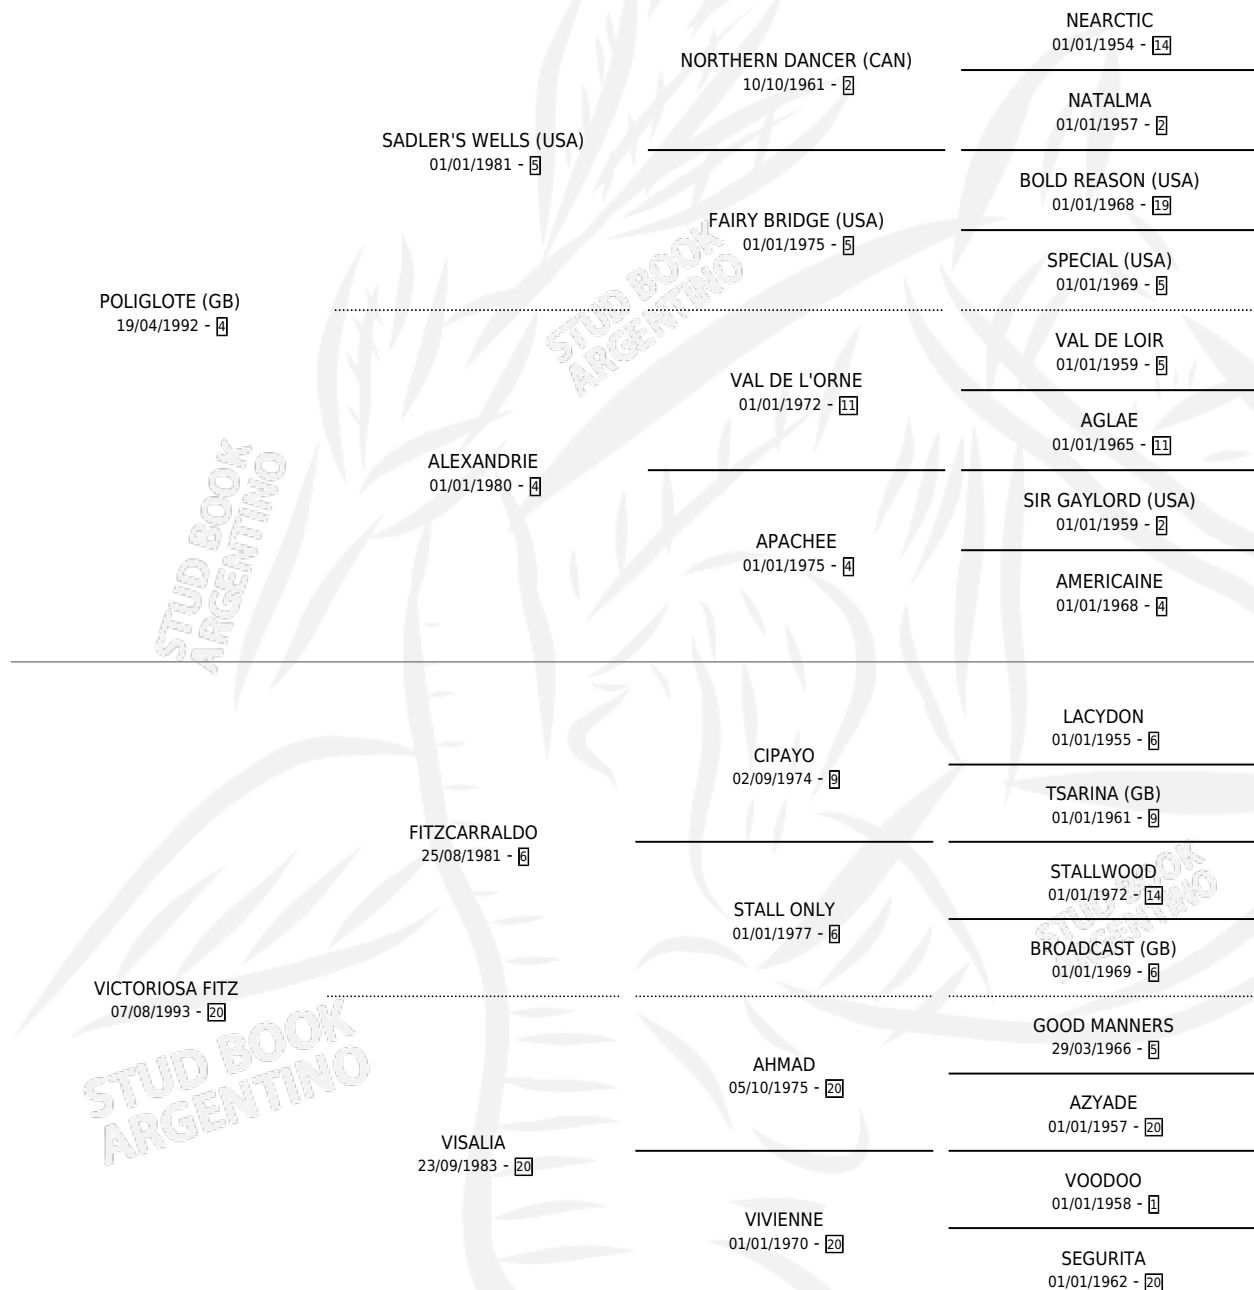 NEARCTIC
01/01/1954 - 14
NORTHERN DANCER (CAN)
10/10/1961 - 2
NATALMA
01/01/1957 - 2
SADLER'S WELLS (USA)
01/01/1981 - 5
BOLD REASON (USA)
01/01/1968 - 19
FAIRY BRIDGE (USA)
01/01/1975 - 5
SPECIAL (USA)
01/01/1969 - 5
STUD BOOK
ARGENTINO
POLIGLOTE (GB)
19/04/1992 - 4
VAL DE LOIR
01/01/1959 - 5
VAL DE L'ORNE
01/01/1972 - 11
AGLAE
01/01/1965 - 11
ALEXANDRIE
01/01/1980 - 4
SIR GAYLORD (USA)
01/01/1959 - 2
APACHEE
01/01/1975 - 4
AMERICAINE
01/01/1968 - 4
STUD BOOK
ARGENTINO
LACYDON
01/01/1955 - 6
CIPAYO
02/09/1974 - 9
TSARINA (GB)
01/01/1961 - 9
FITZCARRALDO
25/08/1981 - 6
STALLWOOD
01/01/1972 - 14
STALL ONLY
01/01/1977 - 6
BROADCAST (GB)
01/01/1969 - 6
STUD BOOK
ARGENTINO
VICTORIOSA FITZ
07/08/1993 - 20
GOOD MANNERS
29/03/1966 - 5
AHMAD
05/10/1975 - 20
AZYADE
01/01/1957 - 20
STUD BOOK
ARGENTINO
VISALIA
23/09/1983 - 20
VOODOO
01/01/1958 - 1
VIVIENNE
01/01/1970 - 20
SEGURITA
01/01/1962 - 20